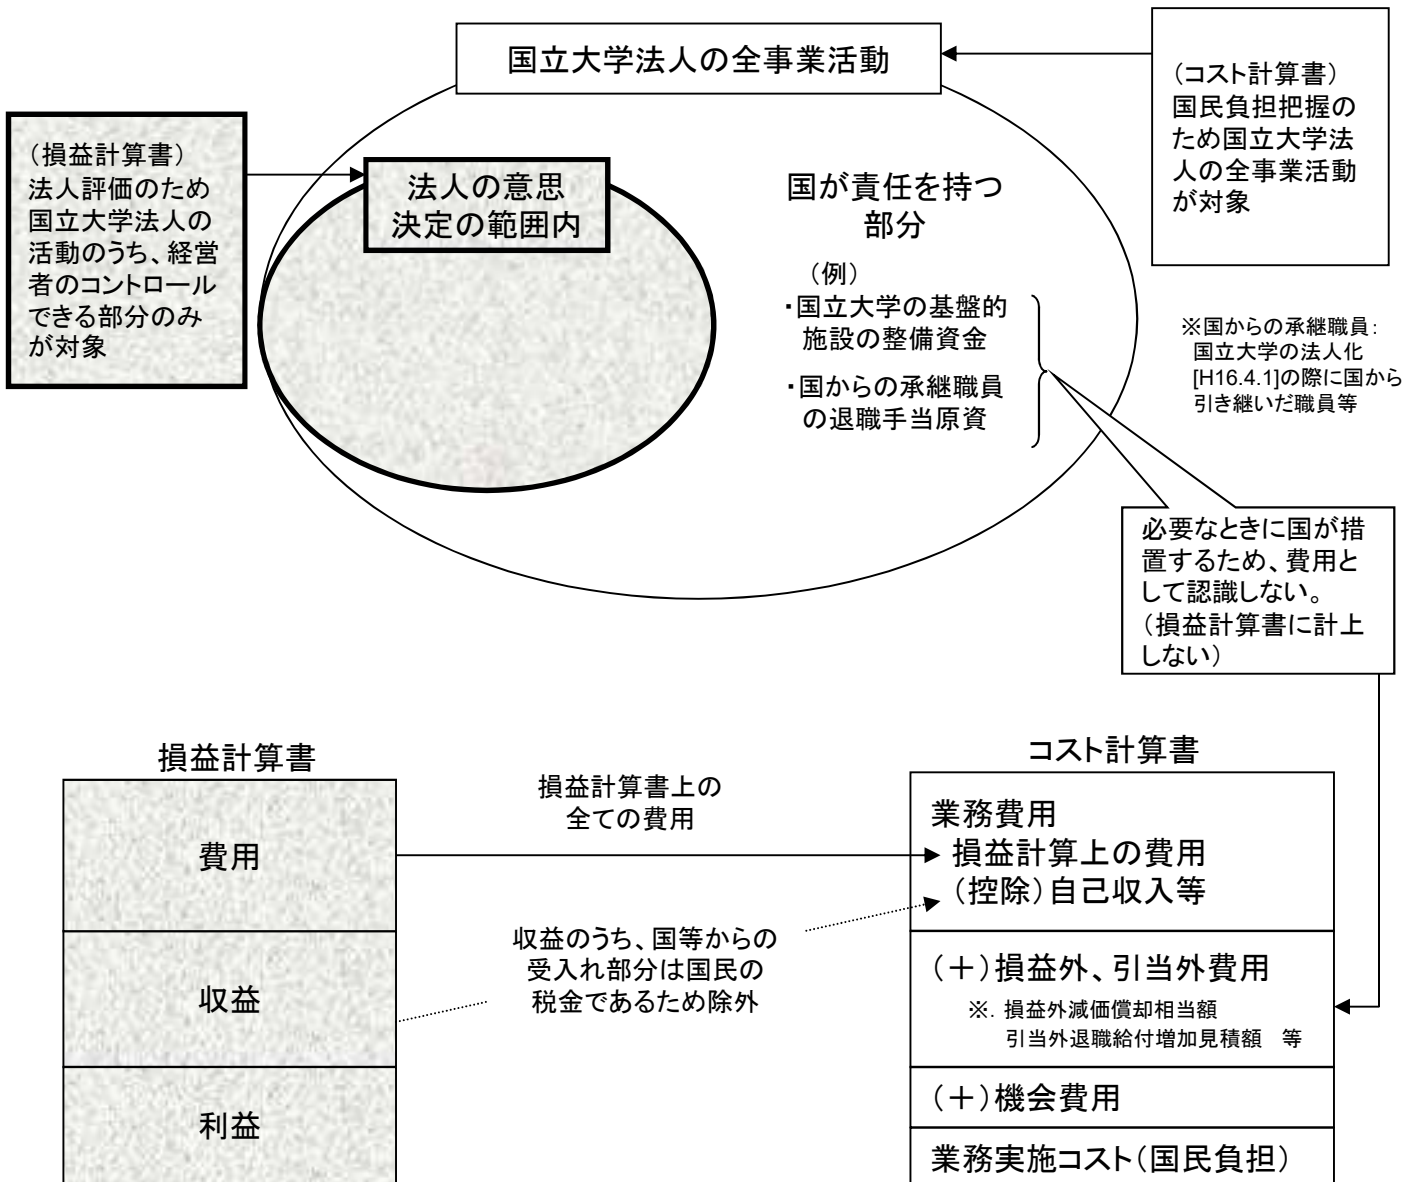 国立大学法人の全事業活動
（コスト計算書）
国民負担把握の
ため国立大学法
人の全事業活動
が対象
（損益計算書）
法人評価のため
国立大学法人の
活動のうち、経営
者のコントロール
できる部分のみ
が対象
法人の意思
決定の範囲内
国が責任を持つ
部分
（例）
・国立大学の基盤的
施設の整備資金
・国からの承継職員
の退職手当原資
※国からの承継職員：
国立大学の法人化
[H16.4.1]の際に国から
引き継いだ職員等
必要なときに国が措
置するため、費用と
して認識しない。
（損益計算書に計上
しない）
損益計算書
費用
収益
利益
損益計算書上の
全ての費用
収益のうち、国等からの
受入れ部分は国民の
税金であるため除外
コスト計算書
業務費用
損益計算上の費用
（控除）自己収入等
（＋）損益外、引当外費用
※．損益外減価償却相当額
引当外退職給付増加見積額　等
（＋）機会費用
業務実施コスト（国民負担）